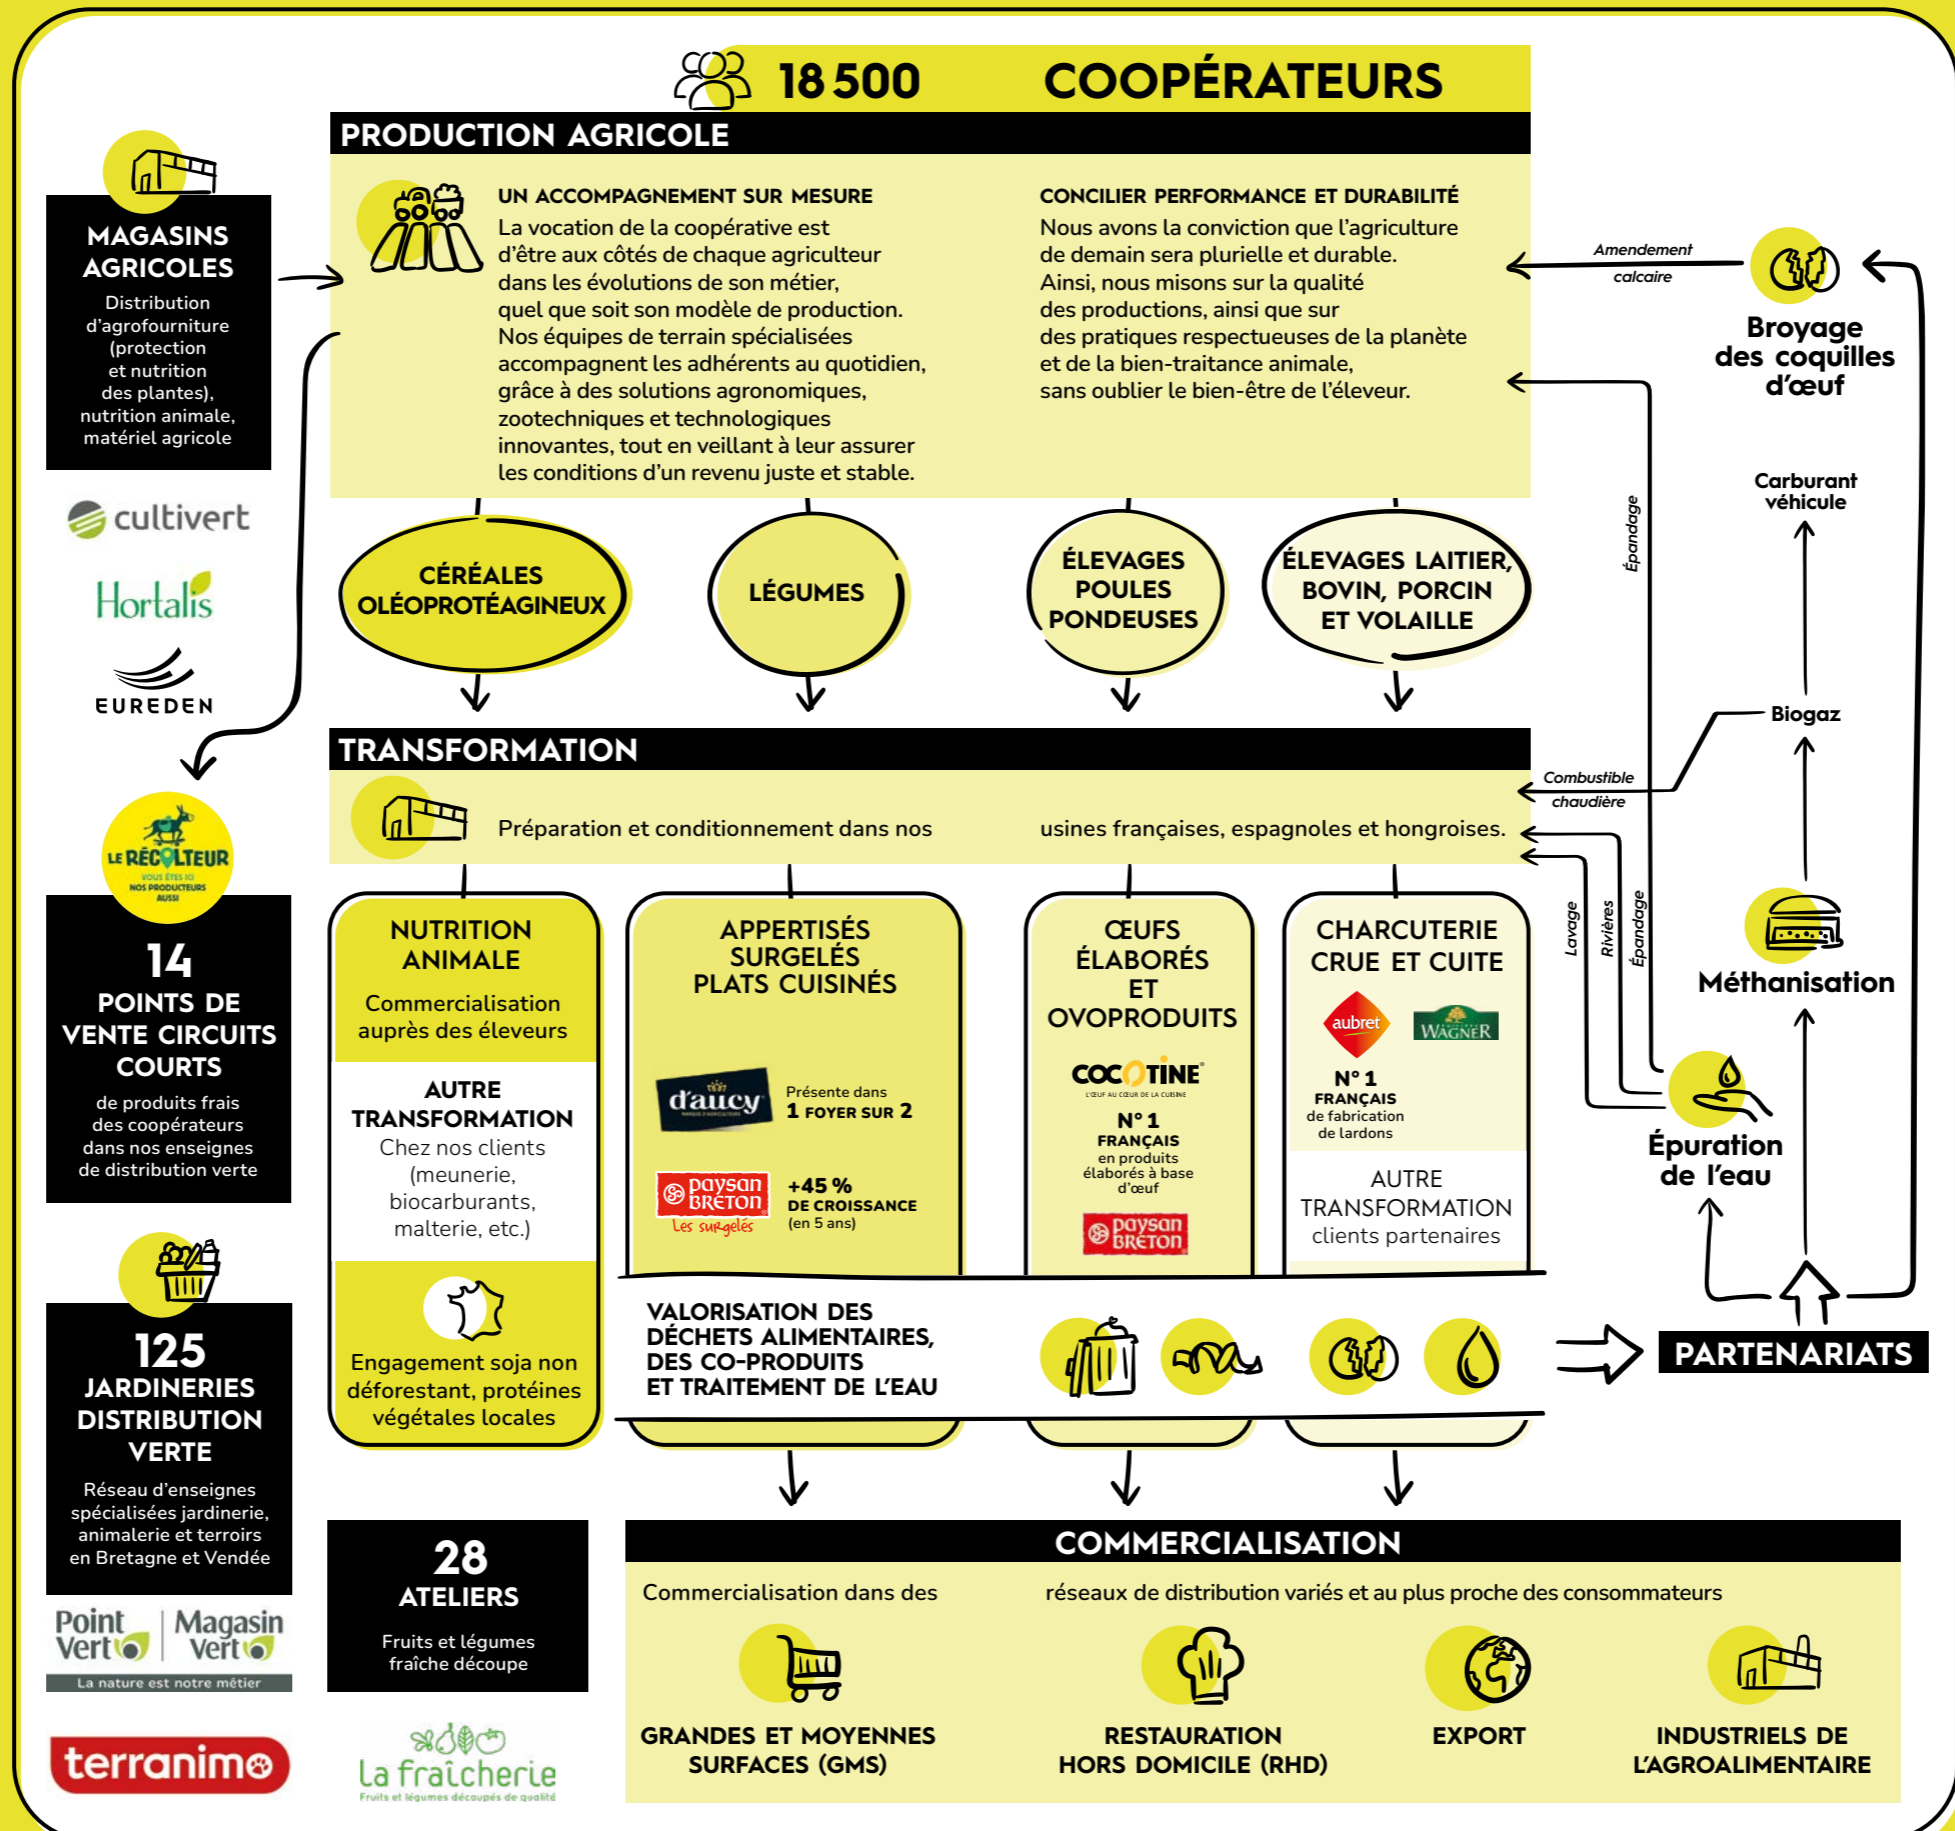 18 500 COOPÉRATEURS
PRODUCTION AGRICOLE
UN ACCOMPAGNEMENT SUR MESURE
La vocation de la coopérative est
d'être aux côtés de chaque agriculteur
dans les évolutions de son métier,
quel que soit son modèle de production.
Nos équipes de terrain spécialisées
accompagnent les adhérents au quotidien,
grâce à des solutions agronomiques,
zootechniques et technologiques
innovantes, tout en veillant à leur assurer
les conditions d'un revenu juste et stable.
CONCILIER PERFORMANCE ET DURABILITÉ
Nous avons la conviction que l'agriculture
de demain sera plurielle et durable.
Ainsi, nous misons sur la qualité
des productions, ainsi que sur
des pratiques respectueuses de la planète
et de la bien-traitance animale,
sans oublier le bien-être de l'éleveur.
MAGASINS
AGRICOLES
Distribution
d'agrofourniture
(protection
et nutrition
des plantes),
nutrition animale,
matériel agricole
cultivert
Hortalis
EUREDEN
CÉRÉALES
OLÉOPROTÉAGINEUX
LÉGUMES
ÉLEVAGES
POULES
PONDEUSES
ÉLEVAGES LAITIER,
BOVIN, PORCIN
ET VOLAILLE
Amendement
calcaire
Broyage
des coquilles
d'œuf
Carburant
véhicule
Épandage
Biogaz
Combustible
chaudière
Lavage
Rivières
Épandage
Méthanisation
Épuration
de l'eau
PARTENARIATS
TRANSFORMATION
Préparation et conditionnement dans nos usines françaises, espagnoles et hongroises.
LE RÉCOLTEUR
VOUS ÊTES ICI
NOS PRODUCTEURS
AUSSI
14
POINTS DE
VENTE CIRCUITS
COURTS
de produits frais
des coopérateurs
dans nos enseignes
de distribution verte
125
JARDINERIES
DISTRIBUTION
VERTE
Réseau d'enseignes
spécialisées jardinerie,
animalerie et terroirs
en Bretagne et Vendée
Point
Vert
Magasin
Vert
La nature est notre métier
terranimo
NUTRITION
ANIMALE
Commercialisation
auprès des éleveurs
AUTRE
TRANSFORMATION
Chez nos clients
(meunerie,
biocarburants,
malterie, etc.)
Engagement soja non
déforestant, protéines
végétales locales
APPERTISÉS
SURGELÉS
PLATS CUISINÉS
d'aucy
Présente dans
1 FOYER SUR 2
paysan
BRETON
Les surgelés
+45 %
DE CROISSANCE
(en 5 ans)
ŒUFS
ÉLABORÉS
ET
OVOPRODUITS
COCOTINE
L'ŒUF AU CŒUR DE LA CUISINE
N° 1
FRANÇAIS
en produits
élaborés à base
d'œuf
paysan
BRETON
CHARCUTERIE
CRUE ET CUITE
aubret
WAGNER
N° 1
FRANÇAIS
de fabrication
de lardons
AUTRE
TRANSFORMATION
clients partenaires
VALORISATION DES
DÉCHETS ALIMENTAIRES,
DES CO-PRODUITS
ET TRAITEMENT DE L'EAU
28
ATELIERS
Fruits et légumes
fraîche découpe
La fraîcherie
Fruits et légumes découpés de qualité
COMMERCIALISATION
Commercialisation dans des réseaux de distribution variés et au plus proche des consommateurs
GRANDES ET MOYENNES
SURFACES (GMS)
RESTAURATION
HORS DOMICILE (RHD)
EXPORT
INDUSTRIELS DE
L'AGROALIMENTAIRE